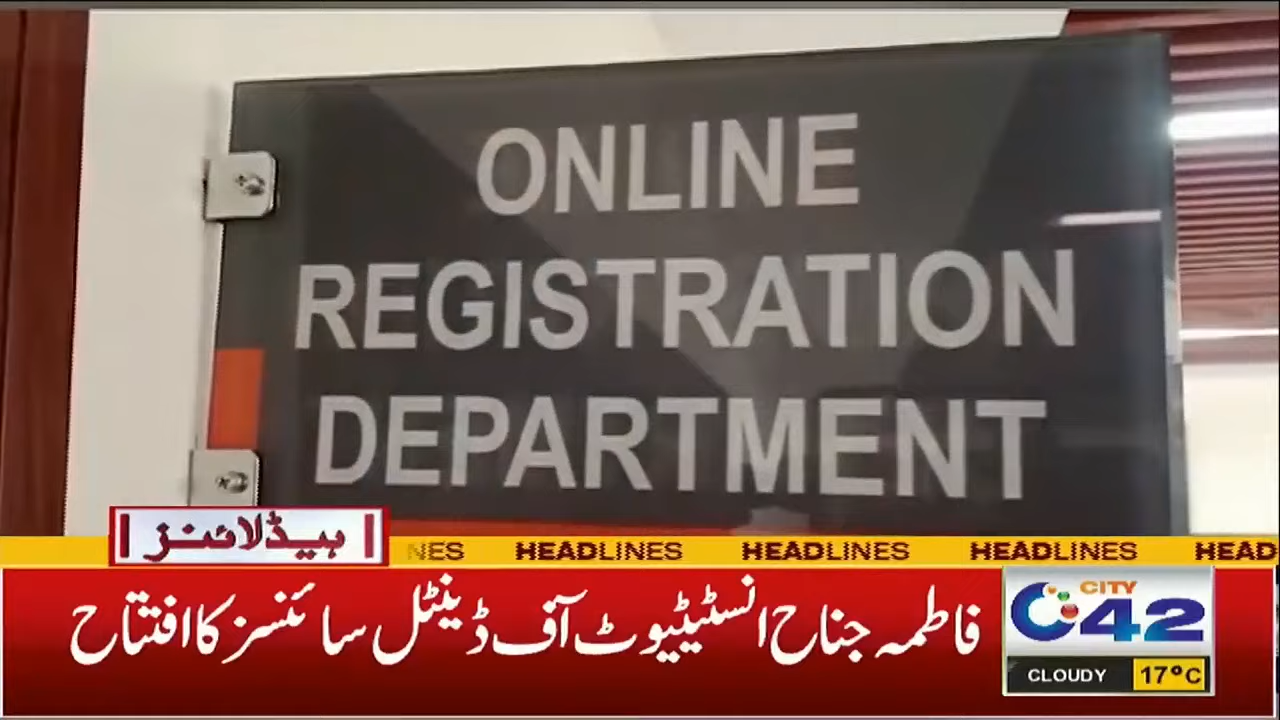 ONLINE
REGISTRATION
DEPARTMENT
ہیڈلائنز
NES HEADLINES HEADLINES HEADLINES HEAD
فاطمہ جناح انسٹیٹیوٹ آف ڈینٹل سائنسز کا افتتاح
CITY
42
CLOUDY 17°C